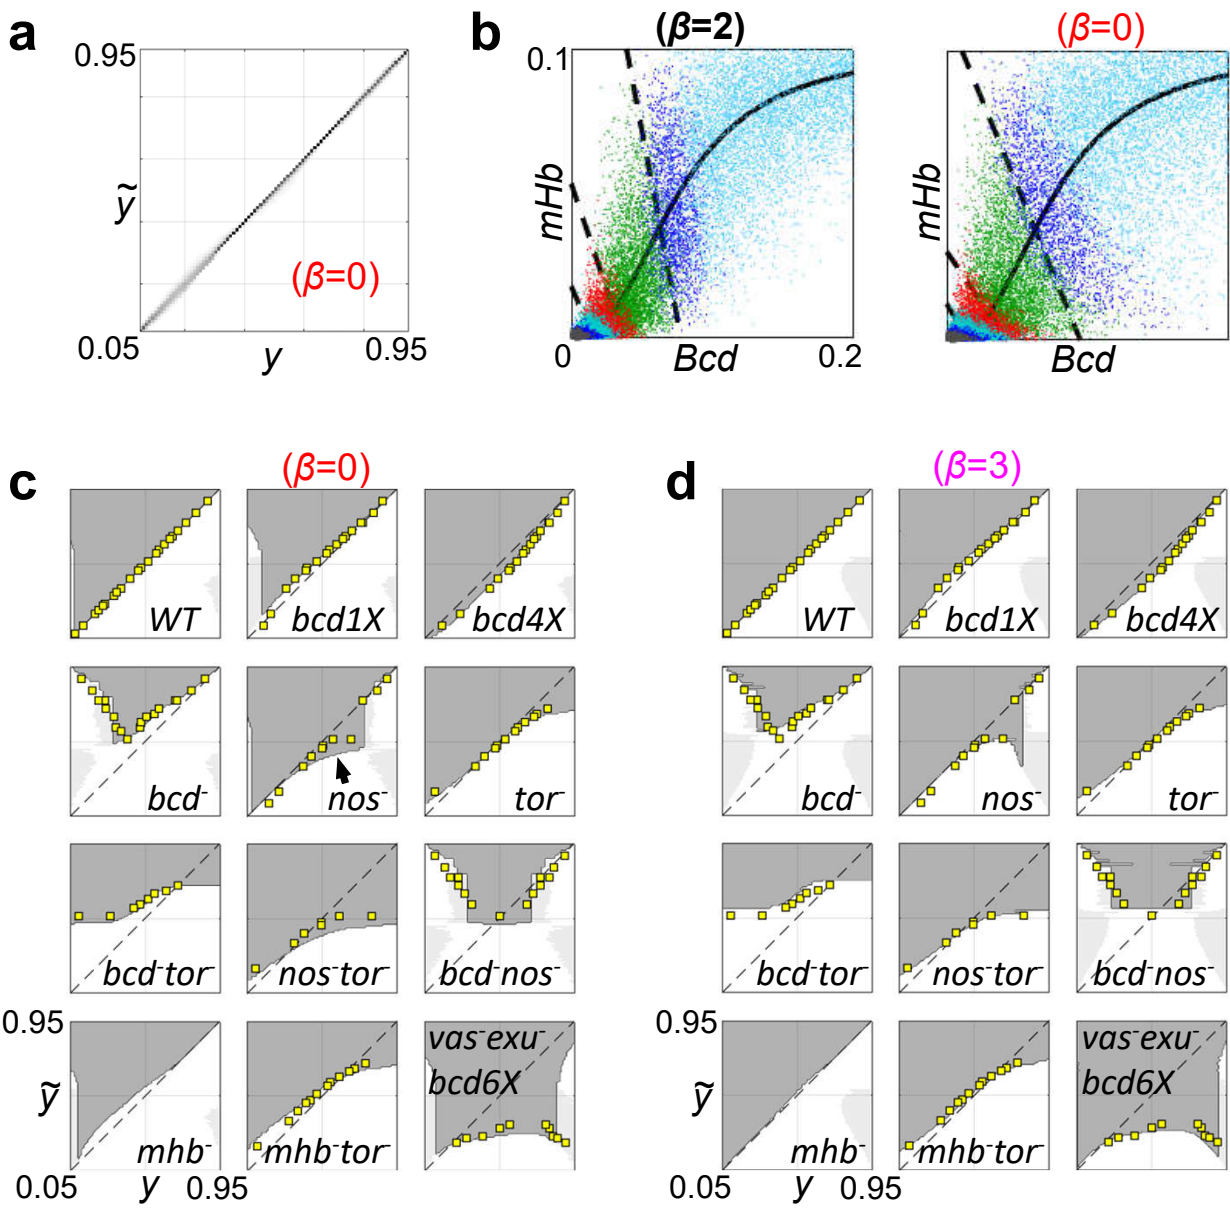 a
0.95
ỹ
(β=0)
0.05
y
0.95
b
(β=2)
0.1
mHb
0
Bcd
0.2
(β=0)
mHb
Bcd
c
(β=0)
WT
bcd1X
bcd4X
bcd-
nos-
tor-
bcd-tor-
nos-tor-
bcd-nos-
0.95
ỹ
mhb-
mhb-tor-
vas-exu-
bcd6X
0.05
y
0.95
d
(β=3)
WT
bcd1X
bcd4X
bcd-
nos-
tor-
bcd-tor-
nos-tor-
bcd-nos-
0.95
ỹ
mhb-
mhb-tor-
vas-exu-
bcd6X
0.05
y
0.95